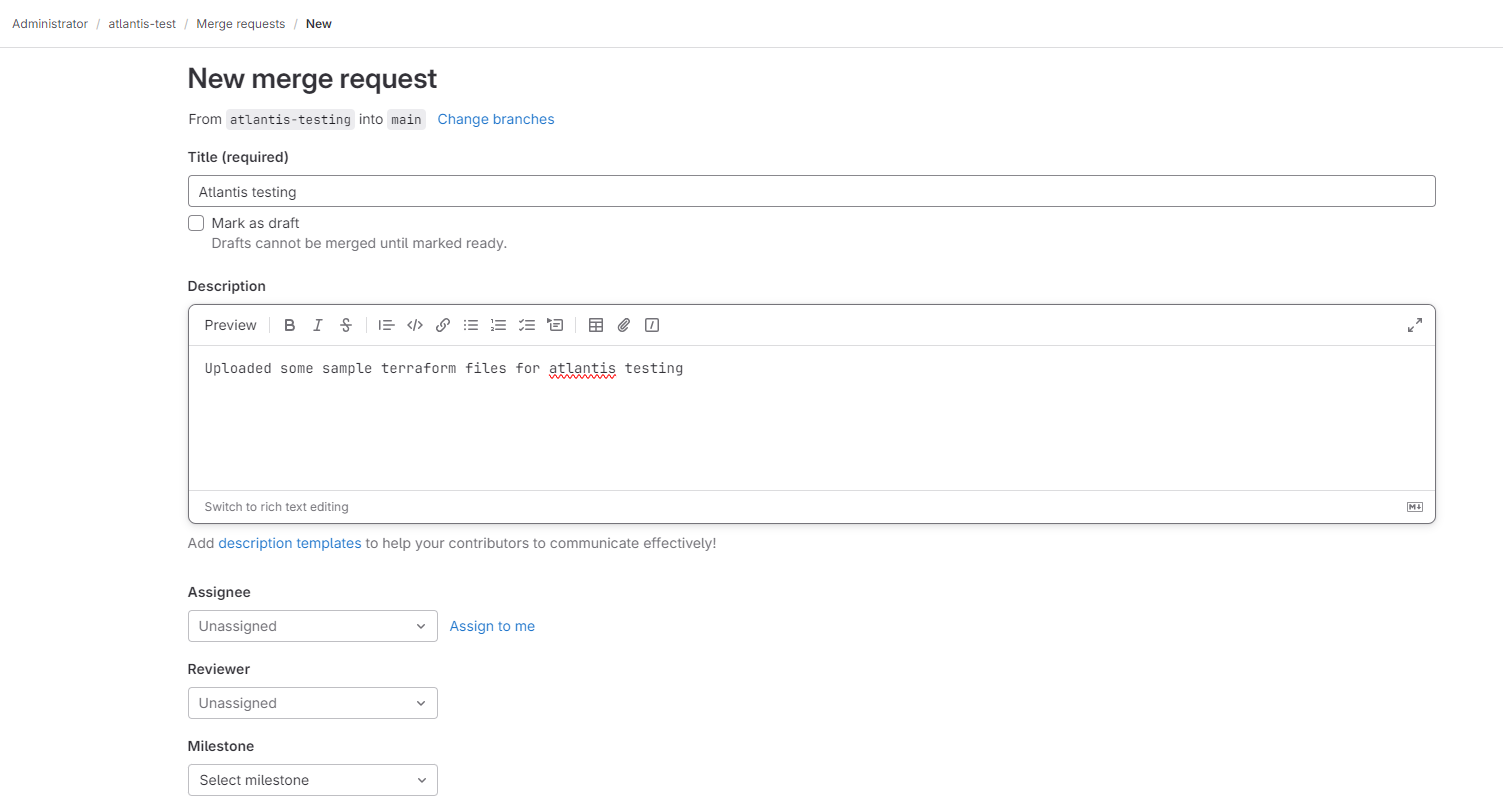 Administrator / atlantis-test / Merge requests / New
New merge request
From atlantis-testing into main Change branches
Title (required)
Atlantis testing
Mark as draft
Drafts cannot be merged until marked ready.
Description
Preview
Uploaded some sample terraform files for atlantis testing
Switch to rich text editing
Add description templates to help your contributors to communicate effectively!
Assignee
Unassigned Assign to me
Reviewer
Unassigned
Milestone
Select milestone